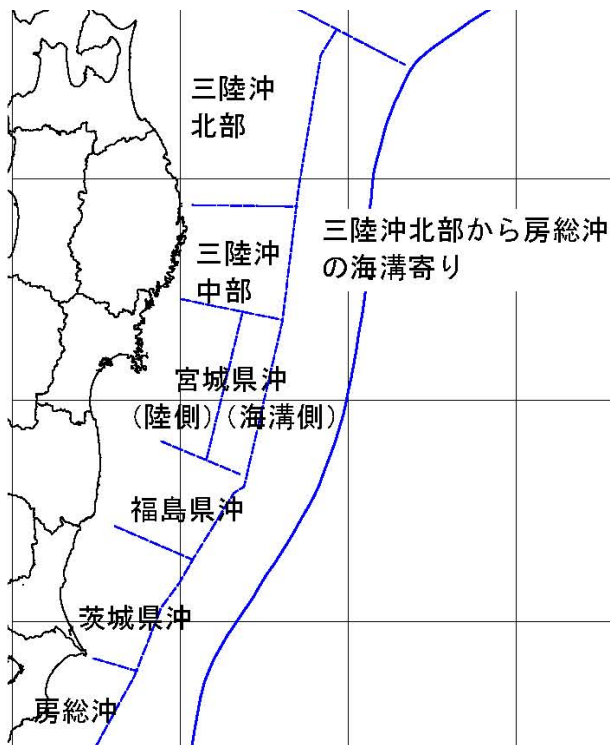 三陸沖
北部
三陸沖北部から房総沖
の海溝寄り
三陸沖
中部
宮城県沖
(陸側)(海溝側)
福島県沖
茨城県沖
房総沖